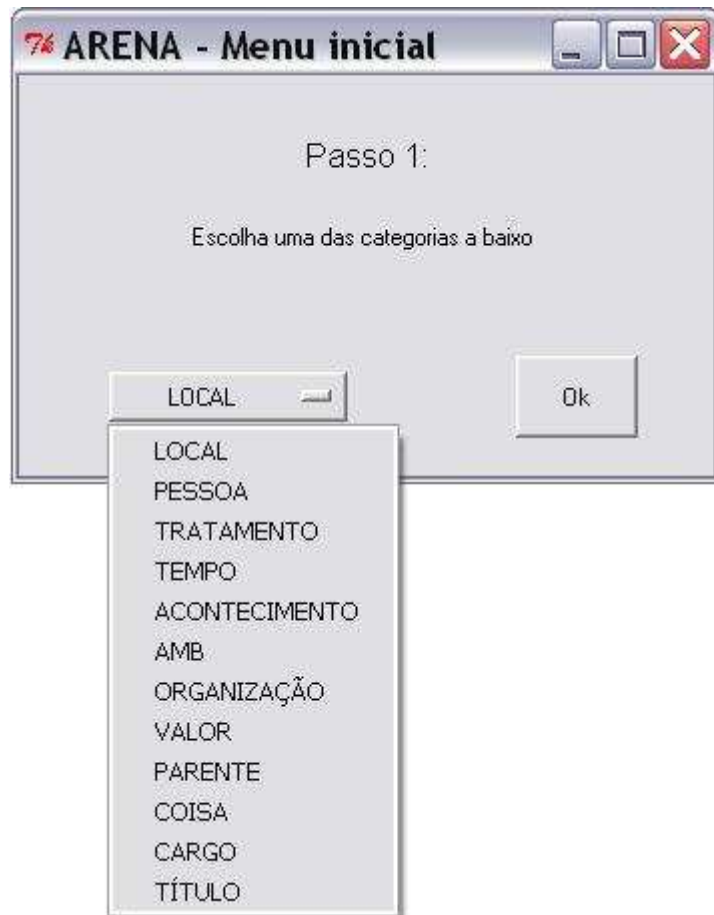 ARENA - Menu inicial
Passo 1:
Escolha uma das categorias a baixo
LOCAL
Ok
LOCAL
PESSOA
TRATAMENTO
TEMPO
ACONTECIMENTO
AMB
ORGANIZAÇÃO
VALOR
PARENTE
COISA
CARGO
TÍTULO